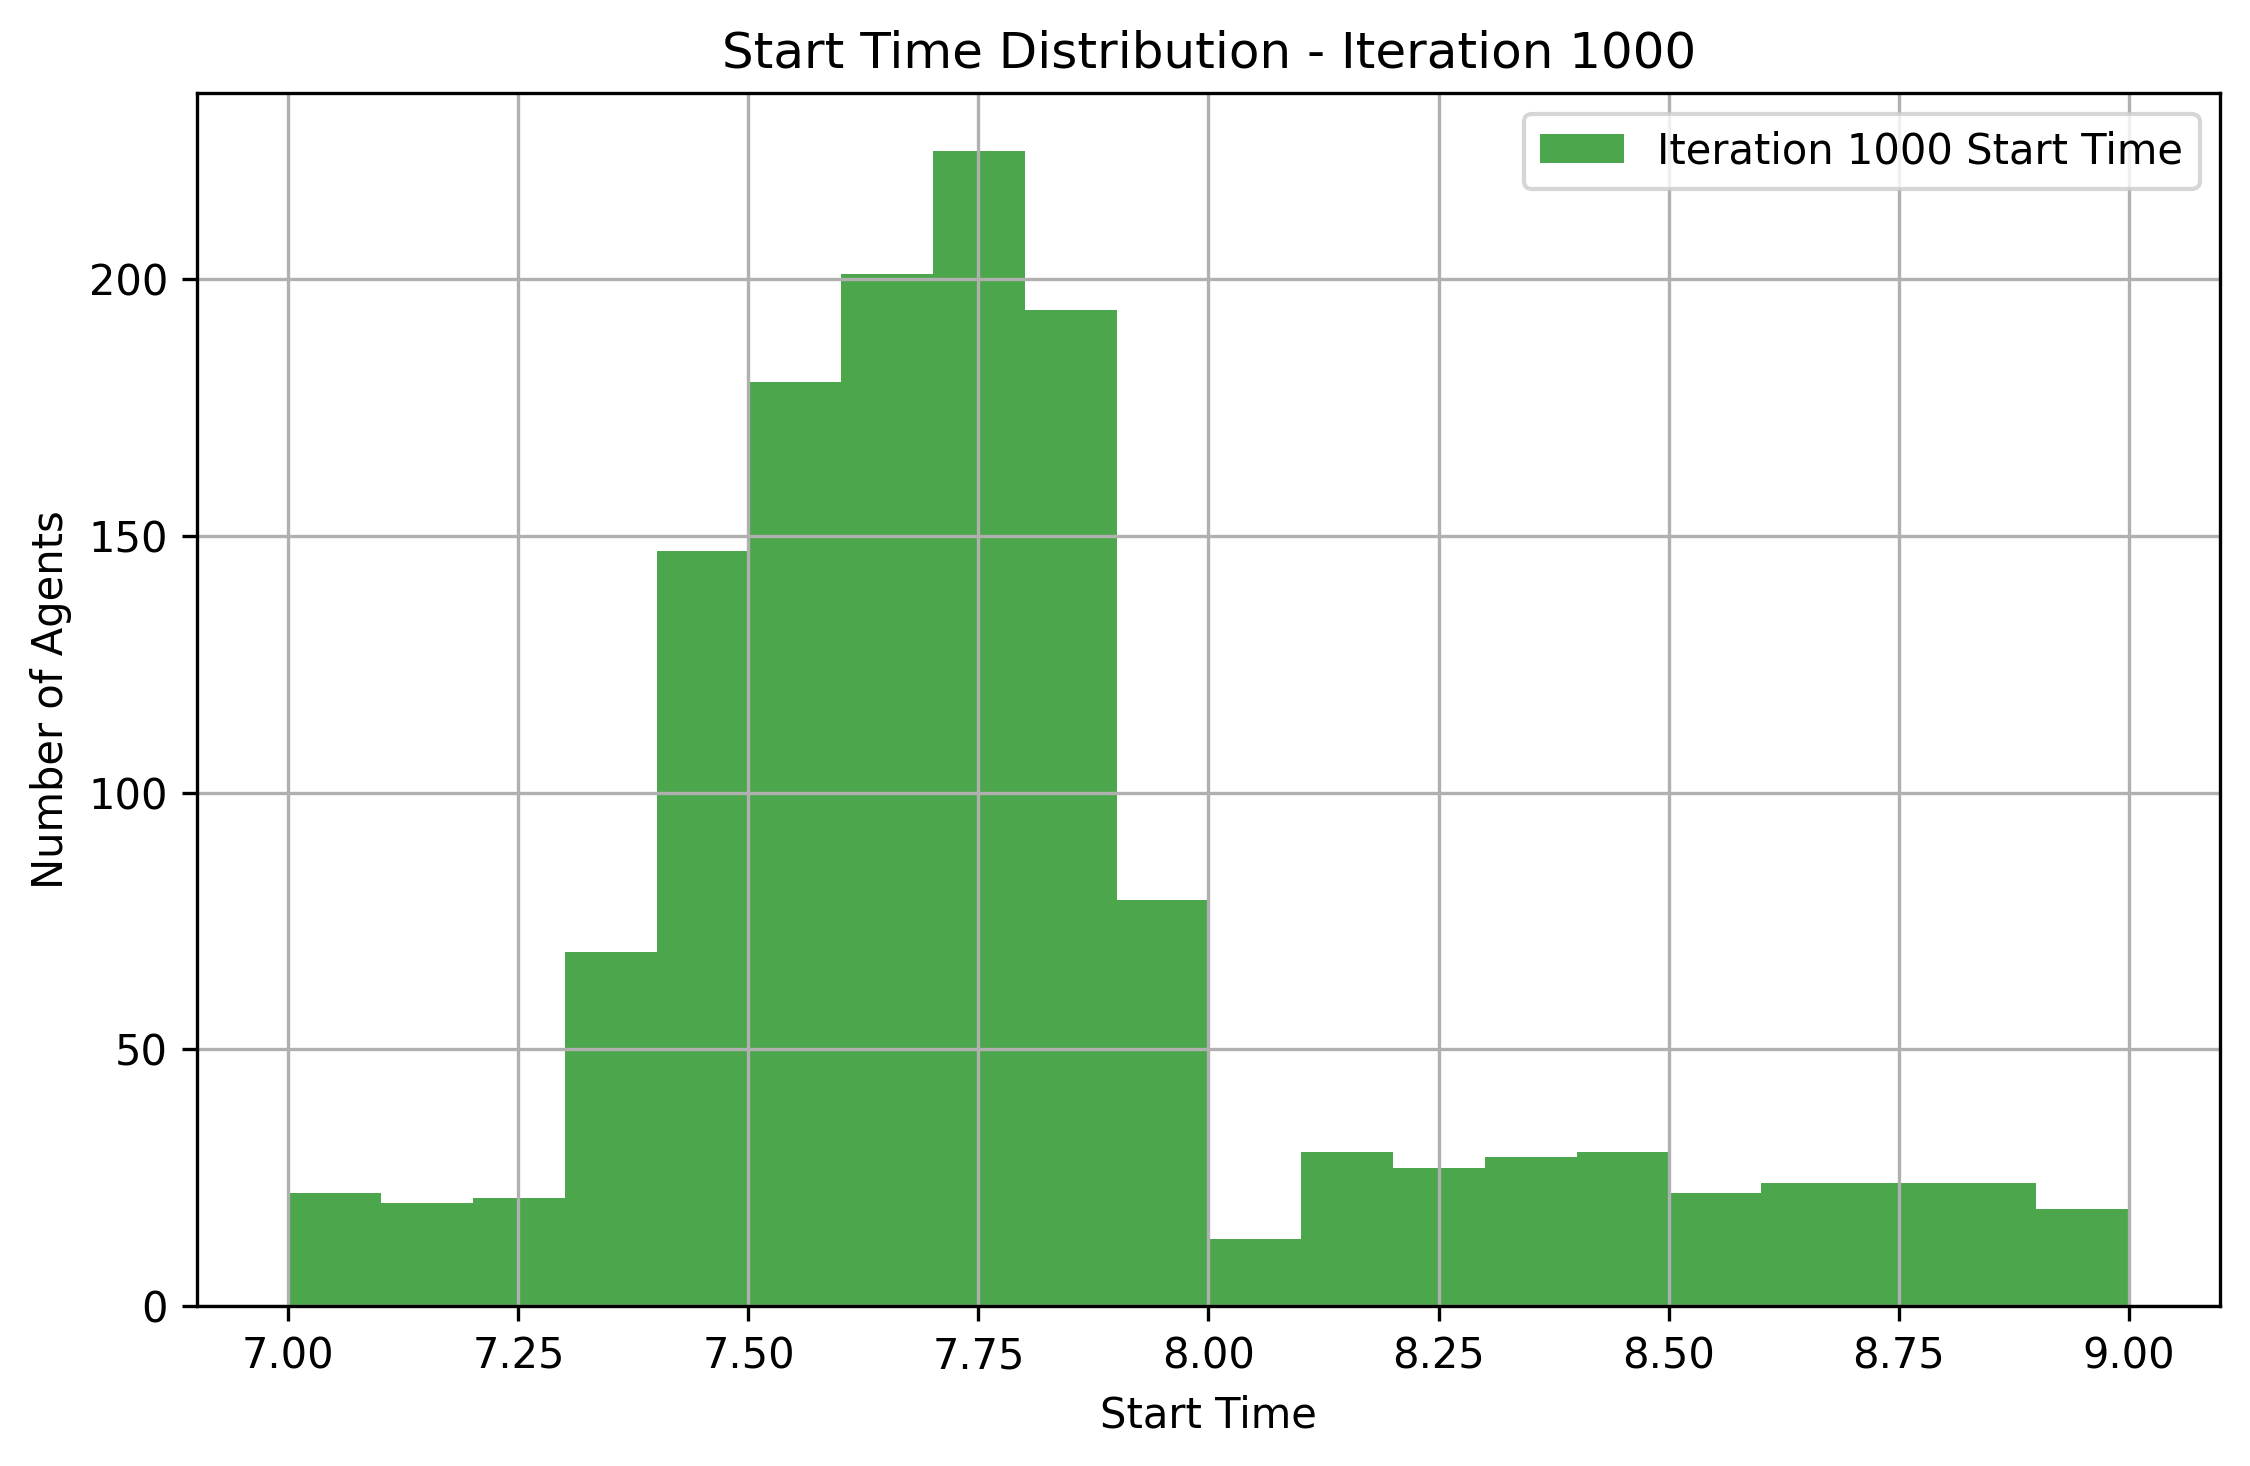 Start Time Distribution - Iteration 1000
Iteration 1000 Start Time
Number of Agents
200
150
100
50
0
7.00 7.25 7.50 7.75 8.00 8.25 8.50 8.75 9.00
Start Time